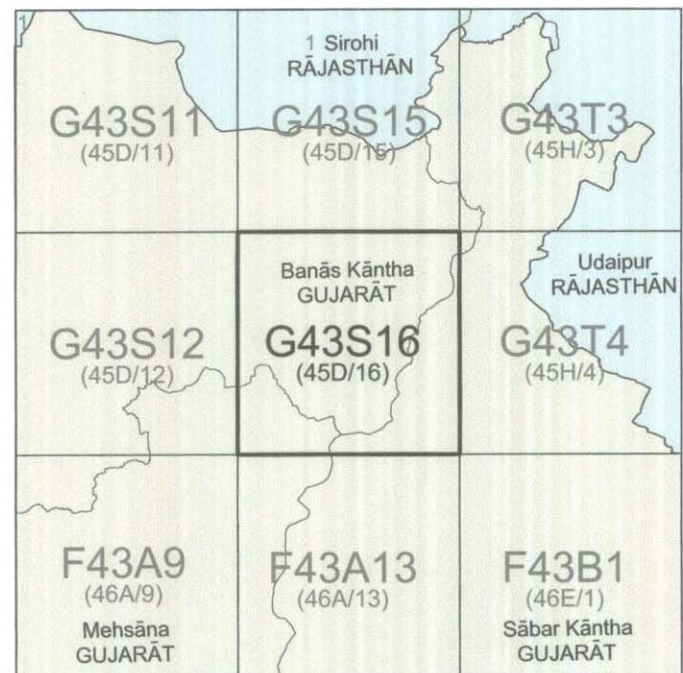 1
1 Sirohi
RĀJASTHĀN
G43S11
(45D/11)
G43S15
(45D/15)
G43T3
(45H/3)
Banās Kāntha
GUJARĀT
Udaipur
RĀJASTHĀN
G43S12
(45D/12)
G43S16
(45D/16)
G43T4
(45H/4)
F43A9
(46A/9)
F43A13
(46A/13)
F43B1
(46E/1)
Mehsāna
GUJARĀT
Sābar Kāntha
GUJARĀT